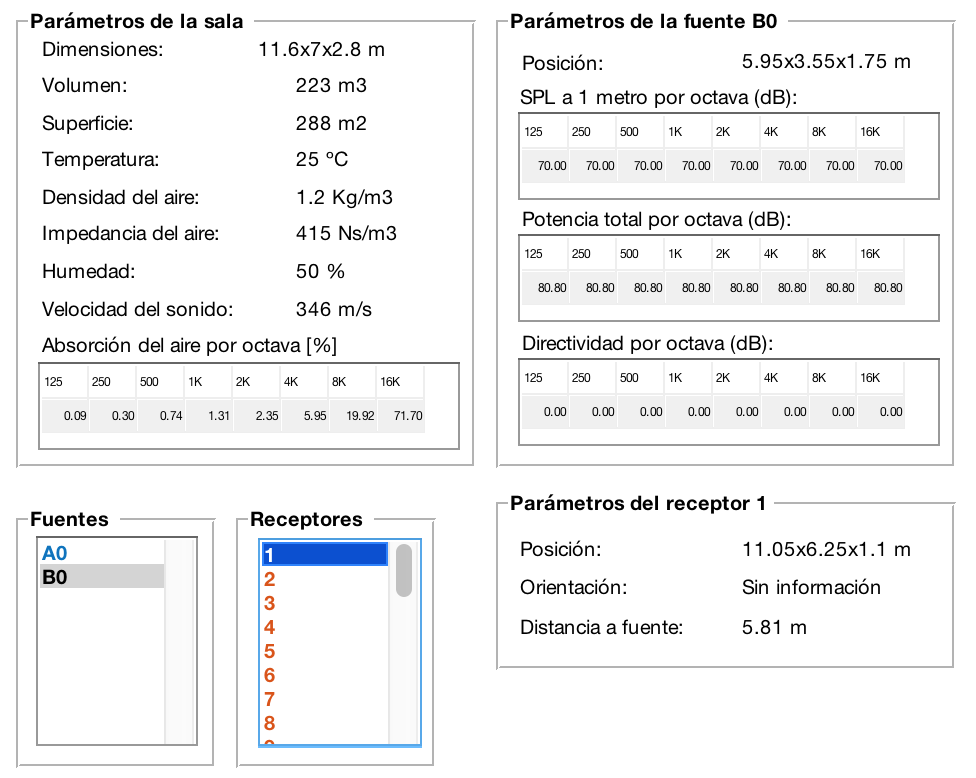 Parámetros de la sala
Dimensiones: 11.6x7x2.8 m
Volumen: 223 m3
Superficie: 288 m2
Temperatura: 25 ºC
Densidad del aire: 1.2 Kg/m3
Impedancia del aire: 415 Ns/m3
Humedad: 50 %
Velocidad del sonido: 346 m/s
Absorción del aire por octava [%]
125 250 500 1K 2K 4K 8K 16K
0.09 0.30 0.74 1.31 2.35 5.95 19.92 71.70
Parámetros de la fuente B0
Posición: 5.95x3.55x1.75 m
SPL a 1 metro por octava (dB):
125 250 500 1K 2K 4K 8K 16K
70.00 70.00 70.00 70.00 70.00 70.00 70.00 70.00
Potencia total por octava (dB):
125 250 500 1K 2K 4K 8K 16K
80.80 80.80 80.80 80.80 80.80 80.80 80.80 80.80
Directividad por octava (dB):
125 250 500 1K 2K 4K 8K 16K
0.00 0.00 0.00 0.00 0.00 0.00 0.00 0.00
Fuentes
A0
B0
Receptores
1
2
3
4
5
6
7
8
Parámetros del receptor 1
Posición: 11.05x6.25x1.1 m
Orientación: Sin información
Distancia a fuente: 5.81 m